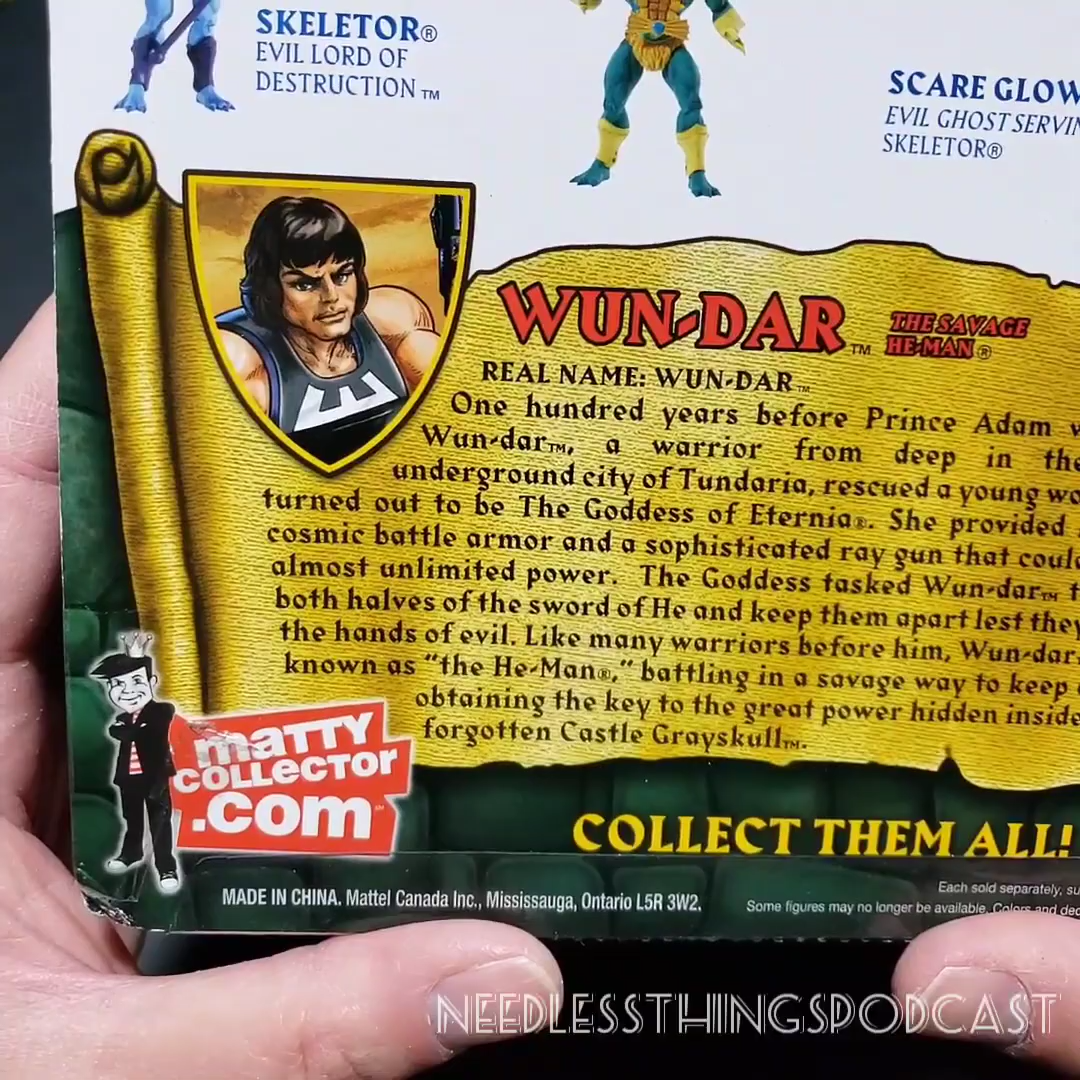 SKELETOR®
EVIL LORD OF
DESTRUCTION™
SCARE GLOW
EVIL GHOST SERVIN
SKELETOR®
WUN-DAR™ THE SAVAGE
HE-MAN®
REAL NAME: WUN-DAR™
One hundred years before Prince Adam w
Wun-dar™, a warrior from deep in the
underground city of Tundaria, rescued a young wo
turned out to be The Goddess of Eternia®. She provided
cosmic battle armor and a sophisticated ray gun that could
almost unlimited power. The Goddess tasked Wun-dar™ t
both halves of the sword of He and keep them apart lest they
the hands of evil. Like many warriors before him, Wun-dar
known as “the He-Man®,“ battling in a savage way to keep
obtaining the key to the great power hidden inside
forgotten Castle Grayskull™.
maTTY
COLLecTOR
.com℠
COLLECT THEM ALL!
MADE IN CHINA. Mattel Canada Inc., Mississauga, Ontario L5R 3W2.
Each sold separately, su
Some figures may no longer be available. Colors and dec
NEEDLESSTHINGSPODCAST